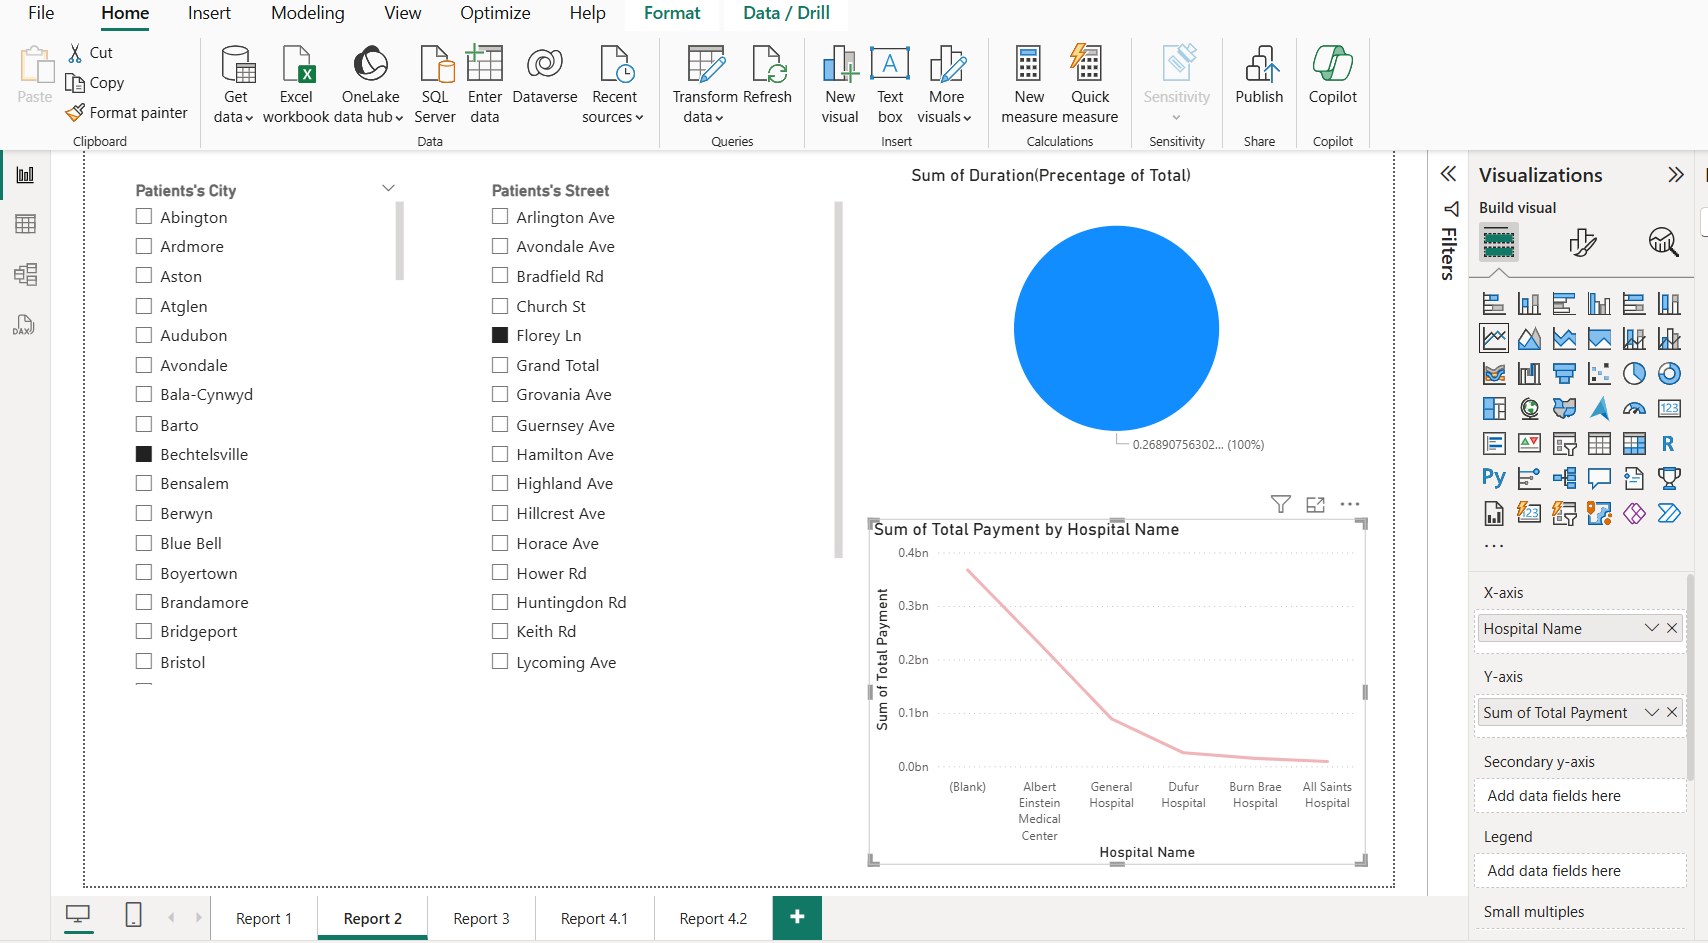 File Home Insert Modeling View Optimize Help Format Data / Drill
Paste
Cut
Copy
Format painter
Clipboard
Get data
Excel workbook
OneLake data hub
SQL Server
Enter data
Dataverse
Recent sources
Data
Transform data
Refresh
Queries
New visual
Text box
More visuals
Insert
New measure
Quick measure
Calculations
Sensitivity
Sensitivity
Publish
Share
Copilot
Copilot
DAX
Patients's City
Abington
Ardmore
Aston
Atglen
Audubon
Avondale
Bala-Cynwyd
Barto
Bechtelsville
Bensalem
Berwyn
Blue Bell
Boyertown
Brandamore
Bridgeport
Bristol
Patients's Street
Arlington Ave
Avondale Ave
Bradfield Rd
Church St
Florey Ln
Grand Total
Grovania Ave
Guernsey Ave
Hamilton Ave
Highland Ave
Hillcrest Ave
Horace Ave
Hower Rd
Huntingdon Rd
Keith Rd
Lycoming Ave
Sum of Duration(Precentage of Total)
0.26890756302... (100%)
Sum of Total Payment by Hospital Name
Sum of Total Payment
0.4bn
0.3bn
0.2bn
0.1bn
0.0bn
(Blank)
Albert Einstein Medical Center
General Hospital
Dufur Hospital
Burn Brae Hospital
All Saints Hospital
Hospital Name
Filters
Visualizations
Build visual
123
R
Py
123
...
X-axis
Hospital Name
Y-axis
Sum of Total Payment
Secondary y-axis
Add data fields here
Legend
Add data fields here
Small multiples
Report 1
Report 2
Report 3
Report 4.1
Report 4.2
+